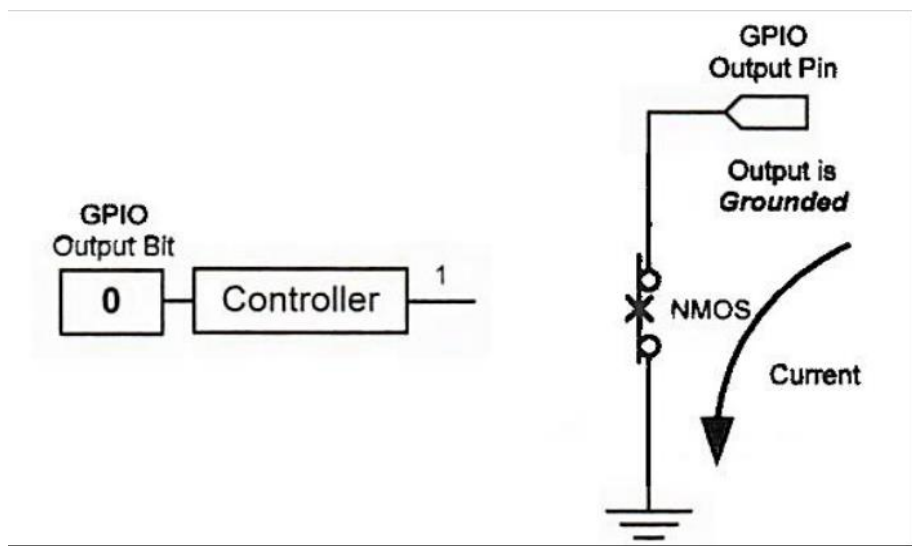 GPIO
Output Pin
Output is
Grounded
GPIO
Output Bit
0
Controller
1
NMOS
Current